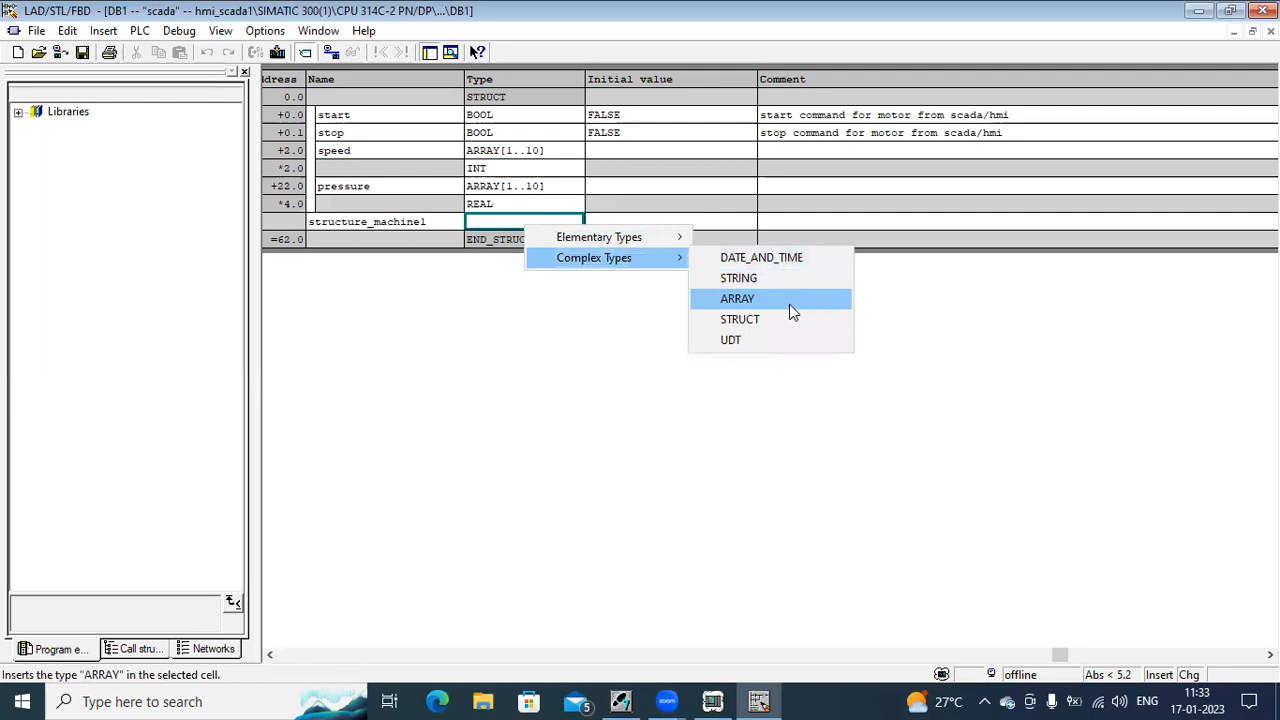 LAD/STL/FBD - [DB1 -- "scada" -- hmi_scada1\SIMATIC 300(1)\CPU 314C-2 PN/DP\...\DB1]
File Edit Insert PLC Debug View Options Window Help
Libraries
ddress Name Type Initial value Comment
0.0 STRUCT
+0.0 start BOOL FALSE start command for motor from scada/hmi
+0.1 stop BOOL FALSE stop command for motor from scada/hmi
+2.0 speed ARRAY[1..10]
*2.0 INT
+22.0 pressure ARRAY[1..10]
*4.0 REAL
structure_machine1
=62.0 END_STRUC
Elementary Types
Complex Types
DATE_AND_TIME
STRING
ARRAY
STRUCT
UDT
Program e... Call stru... Networks
Inserts the type "ARRAY" in the selected cell. offline Abs < 5.2 Insert Chg
Type here to search 5 27°C ENG 11:33
17-01-2023